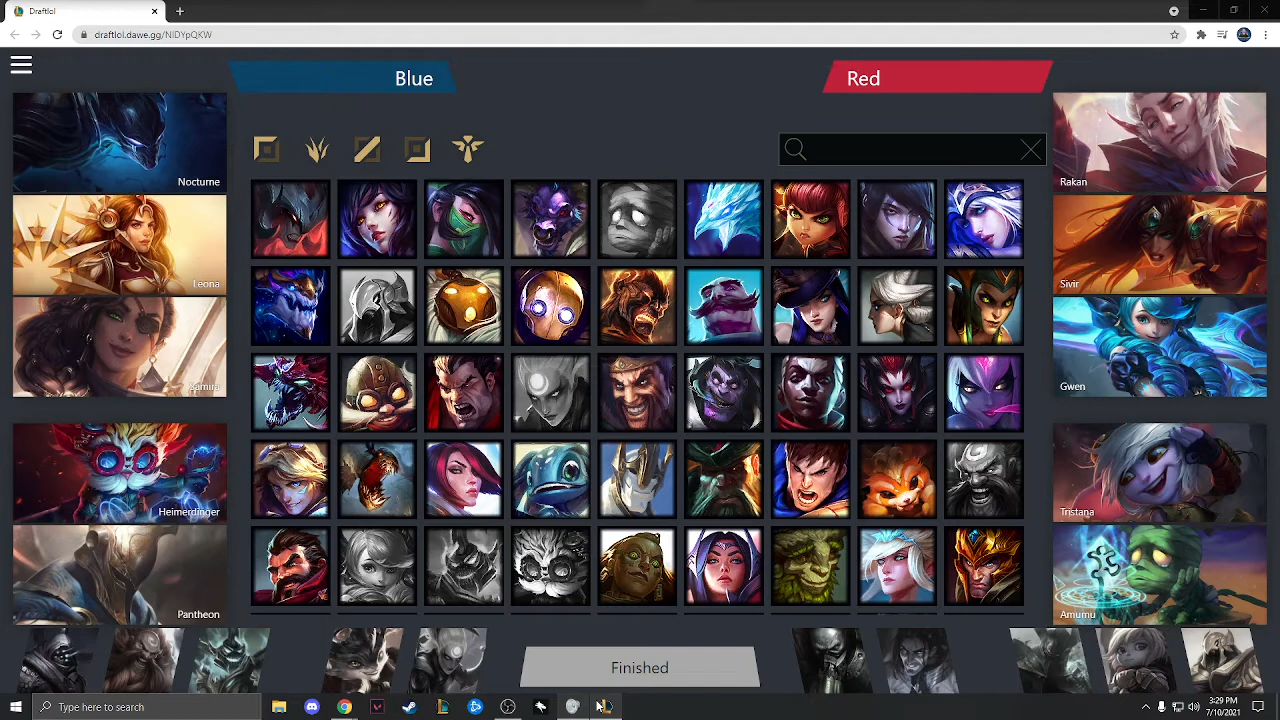 Draftlol
draftlol.dawe.gg/NIDYpQKW
Blue
Red
Nocturne
Leona
Samira
Heimerdinger
Pantheon
Rakan
Sivir
Gwen
Tristana
Amumu
Finished
Type here to search
3:29 PM
7/10/2021